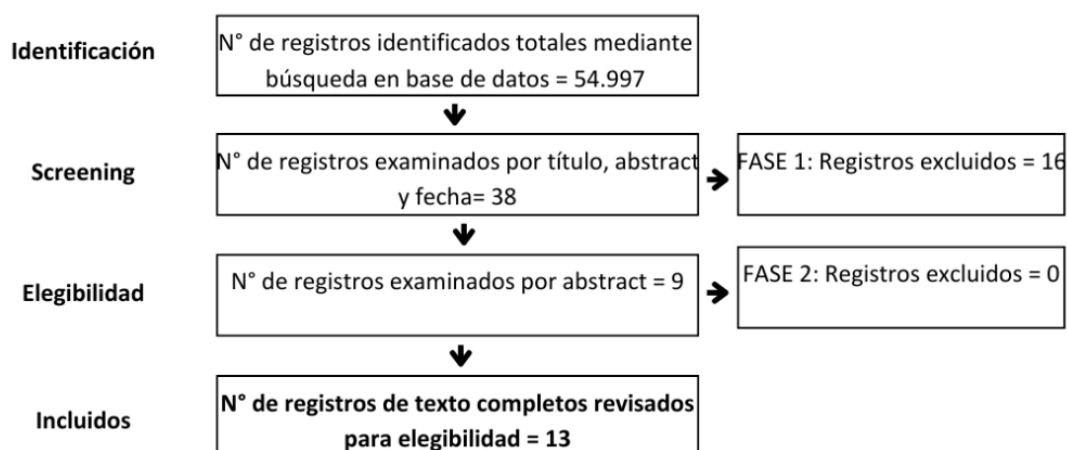 Identificación
N° de registros identificados totales mediante
búsqueda en base de datos = 54.997
Screening
N° de registros examinados por título, abstract
y fecha= 38
FASE 1: Registros excluidos = 16
Elegibilidad
N° de registros examinados por abstract = 9
FASE 2: Registros excluidos = 0
Incluidos
N° de registros de texto completos revisados
para elegibilidad = 13